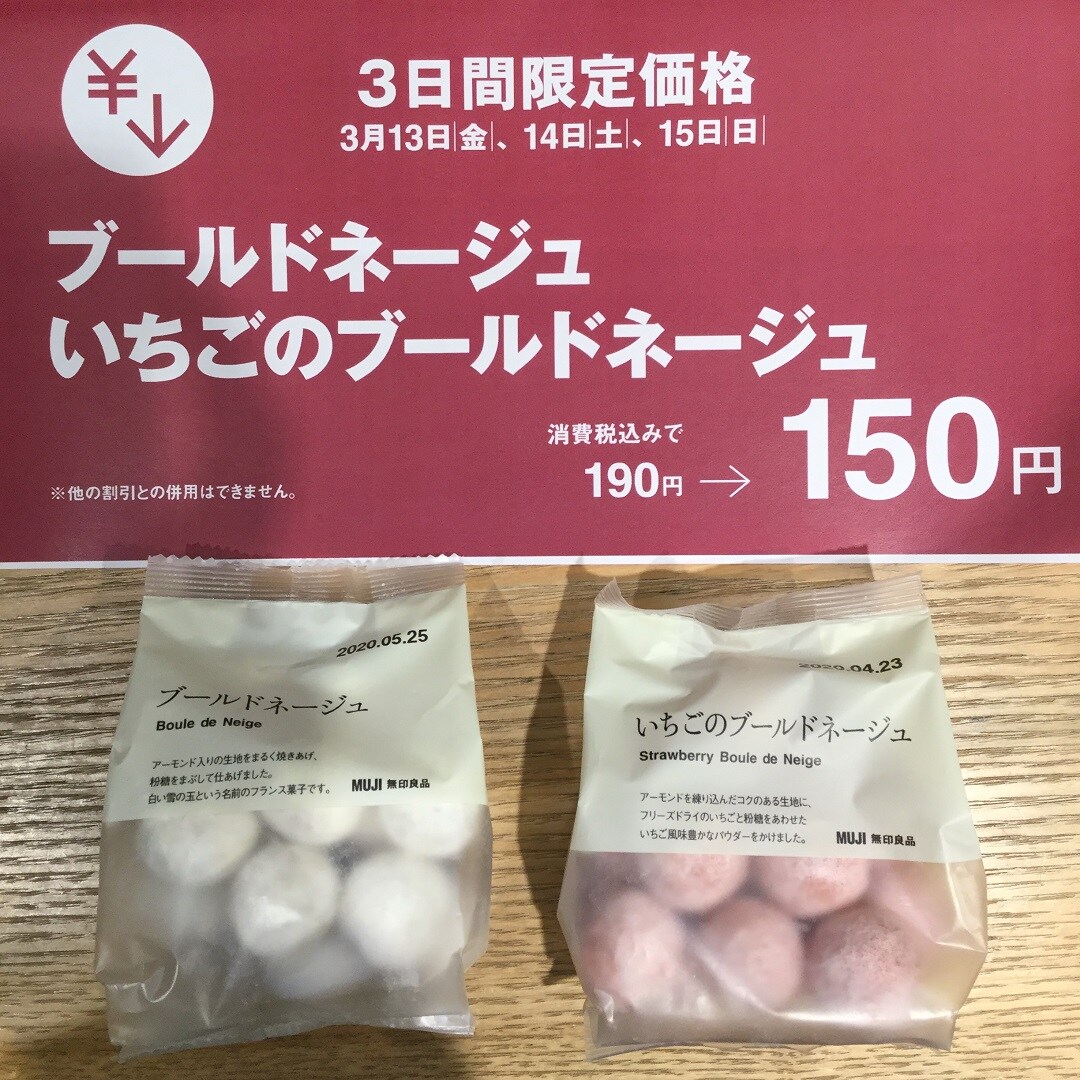 ¥↓
3日間限定価格
3月13日|金|、14日|土|、15日|日|
ブールドネージュ
いちごのブールドネージュ
消費税込みで
190円→150円
※他の割引との併用はできません。
2020.05.25
ブールドネージュ
Boule de Neige
アーモンド入りの生地をまるく焼きあげ、
粉糖をまぶして仕あげました。
白い雪の玉という名前のフランス菓子です。
MUJI 無印良品
2020.04.23
いちごのブールドネージュ
Strawberry Boule de Neige
アーモンドを練り込んだコクのある生地に、
フリーズドライのいちごと粉糖をあわせた
いちご風味豊かなパウダーをかけました。
MUJI 無印良品